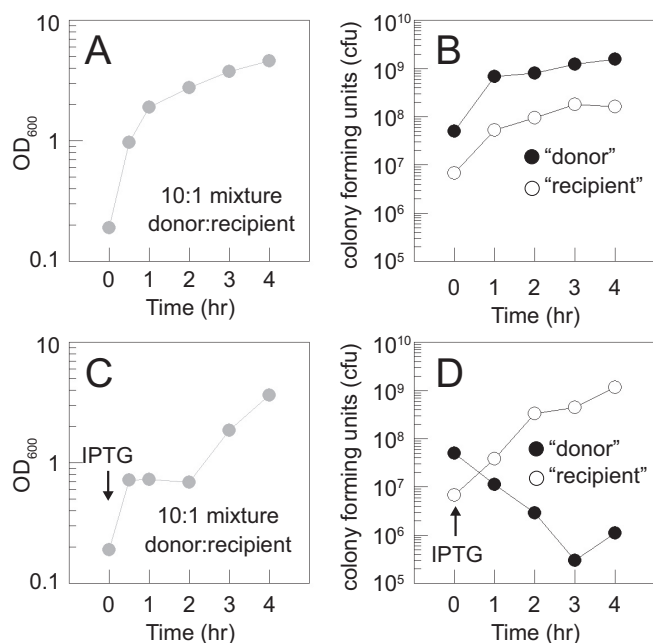 A
10
1
0.1
OD600
10:1 mixture
donor:recipient
0 1 2 3 4
Time (hr)
B
10^10
10^9
10^8
10^7
10^6
10^5
colony forming units (cfu)
"donor"
"recipient"
0 1 2 3 4
Time (hr)
C
10
1
0.1
OD600
IPTG
10:1 mixture
donor:recipient
0 1 2 3 4
Time (hr)
D
10^10
10^9
10^8
10^7
10^6
10^5
colony forming units (cfu)
"donor"
"recipient"
IPTG
0 1 2 3 4
Time (hr)